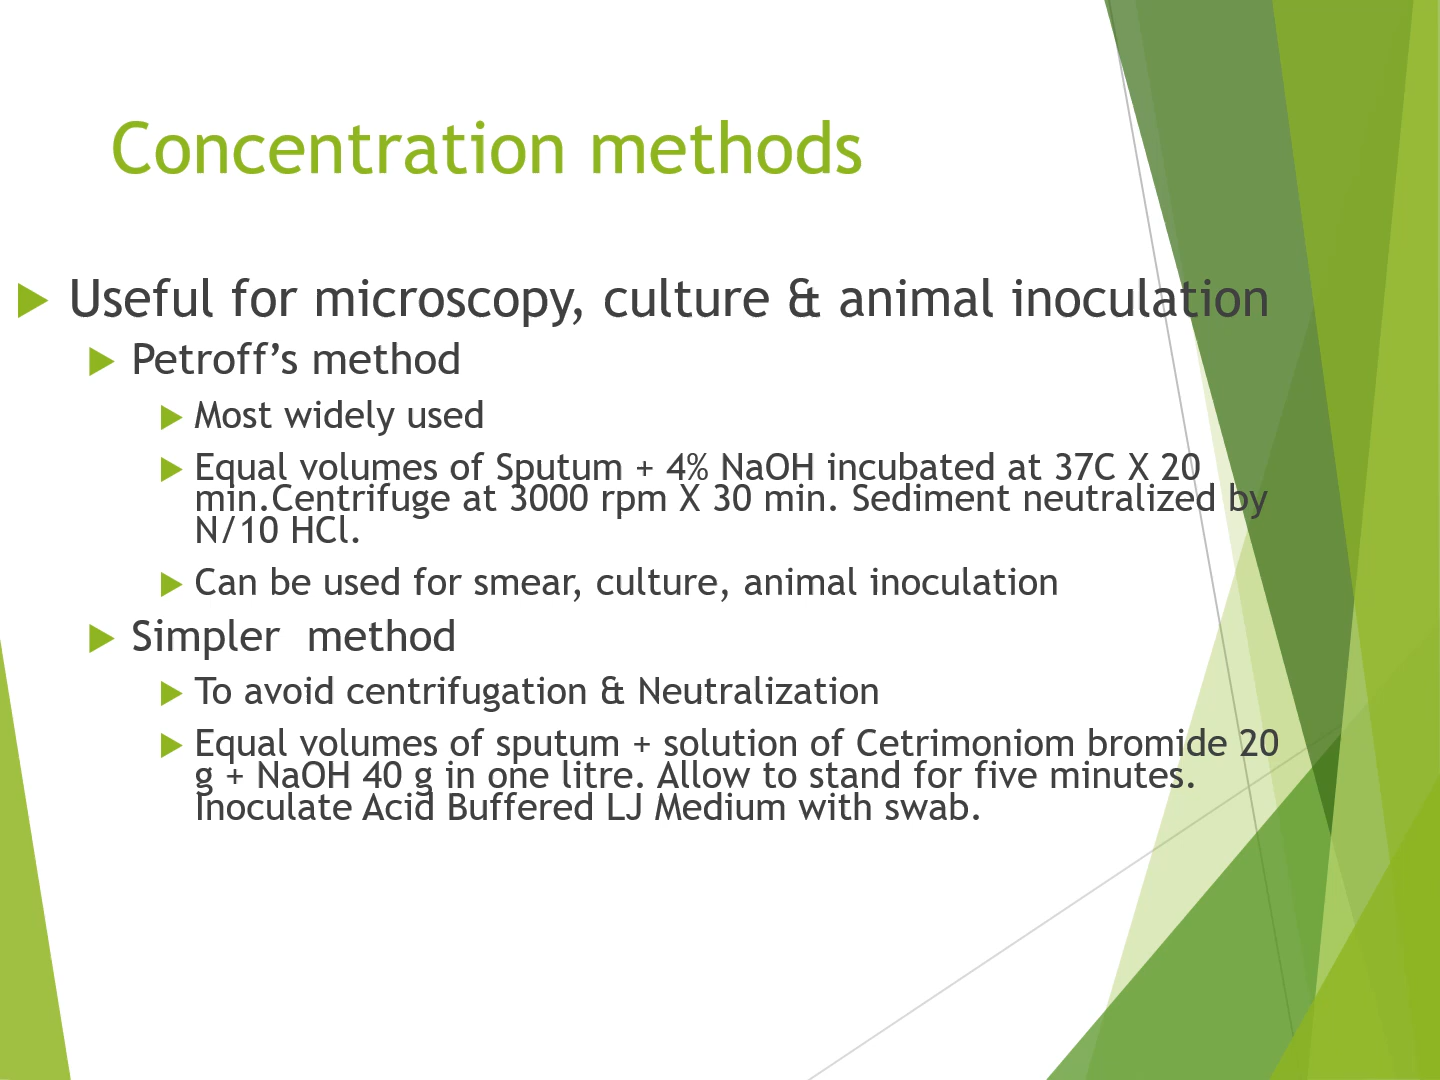 Concentration methods
Useful for microscopy, culture & animal inoculation
Petroff’s method
Most widely used
Equal volumes of Sputum + 4% NaOH incubated at 37C X 20
min.Centrifuge at 3000 rpm X 30 min. Sediment neutralized by
N/10 HCl.
Can be used for smear, culture, animal inoculation
Simpler  method
To avoid centrifugation & Neutralization
Equal volumes of sputum + solution of Cetrimoniom bromide 20
g + NaOH 40 g in one litre. Allow to stand for five minutes.
Inoculate Acid Buffered LJ Medium with swab.